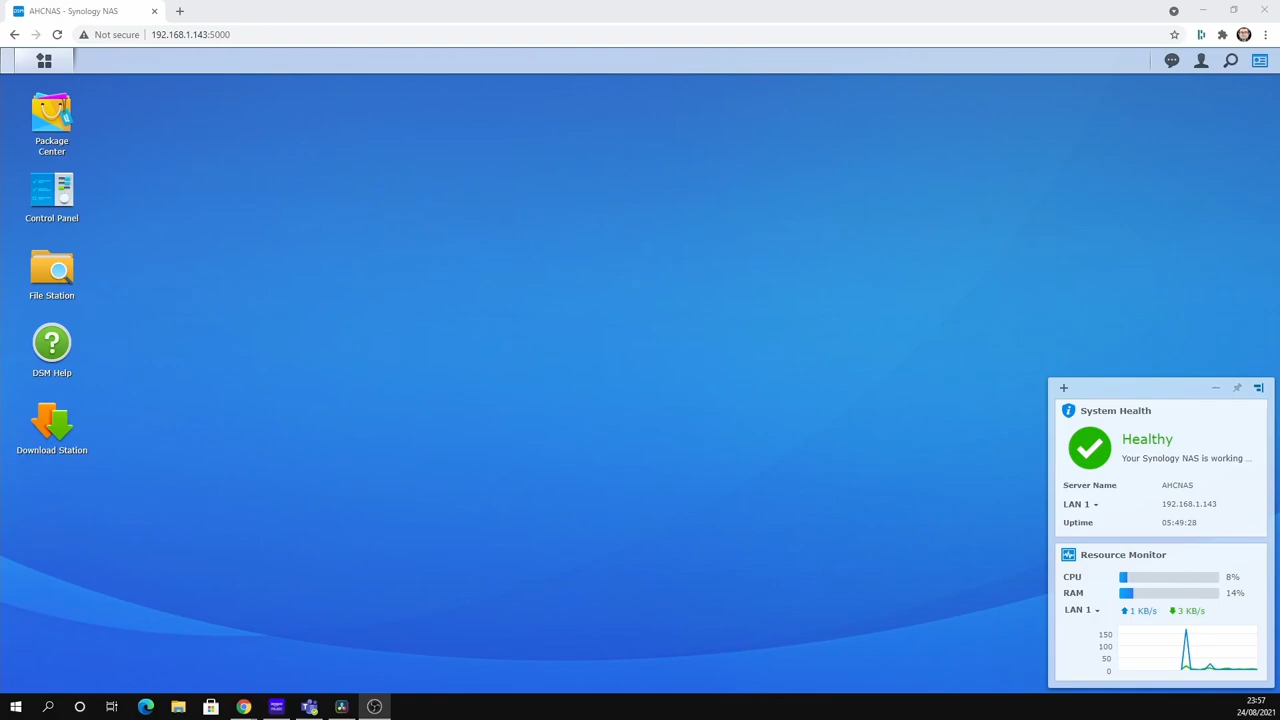 AHCNAS - Synology NAS
Not secure
192.168.1.143:5000
Package
Center
Control Panel
File Station
DSM Help
Download Station
System Health
Healthy
Your Synology NAS is working ...
Server Name AHCNAS
LAN 1 192.168.1.143
Uptime 05:49:28
Resource Monitor
CPU 8%
RAM 14%
LAN 1 1 KB/s 3 KB/s
150
100
50
0
23:57
24/08/2021